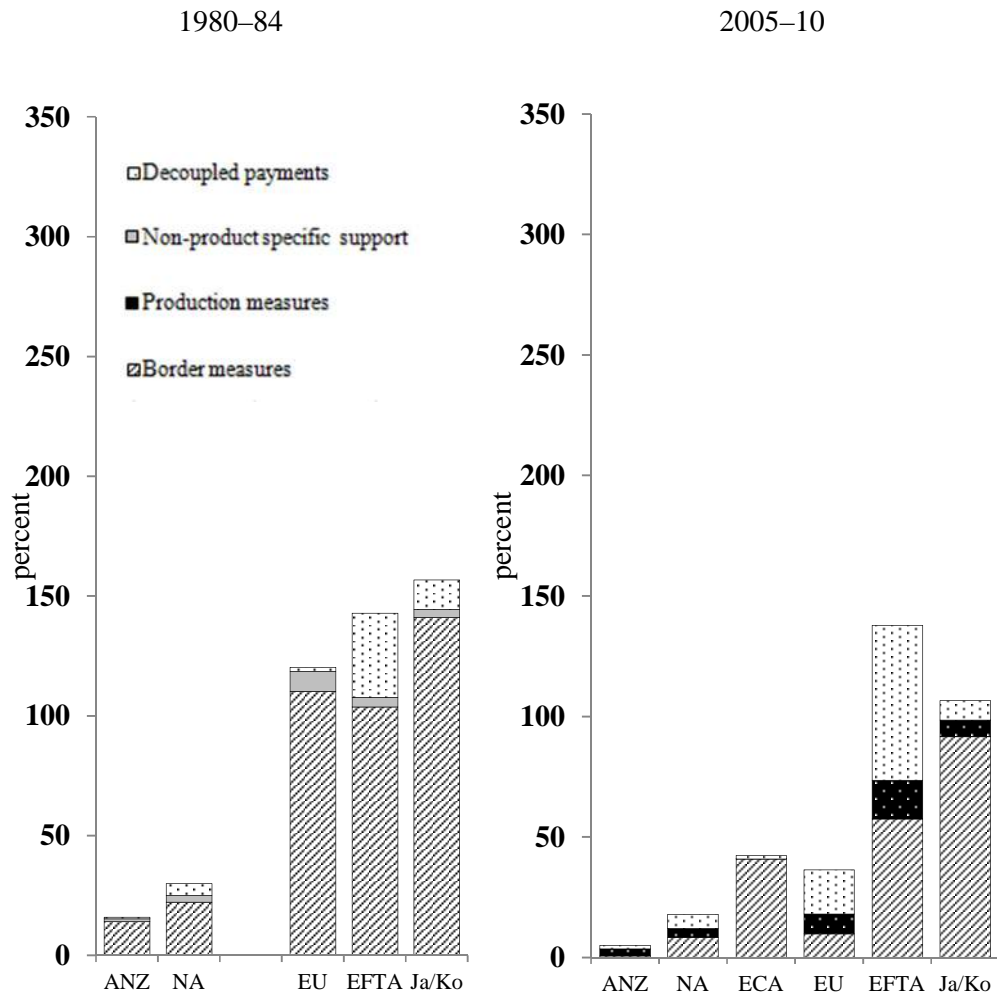 1980–84
350
300
250
200
150
100
50
0
percent
Decoupled payments
Non-product specific support
Production measures
Border measures
ANZ NA EU EFTA Ja/Ko
2005–10
350
300
250
200
150
100
50
0
percent
ANZ NA ECA EU EFTA Ja/Ko